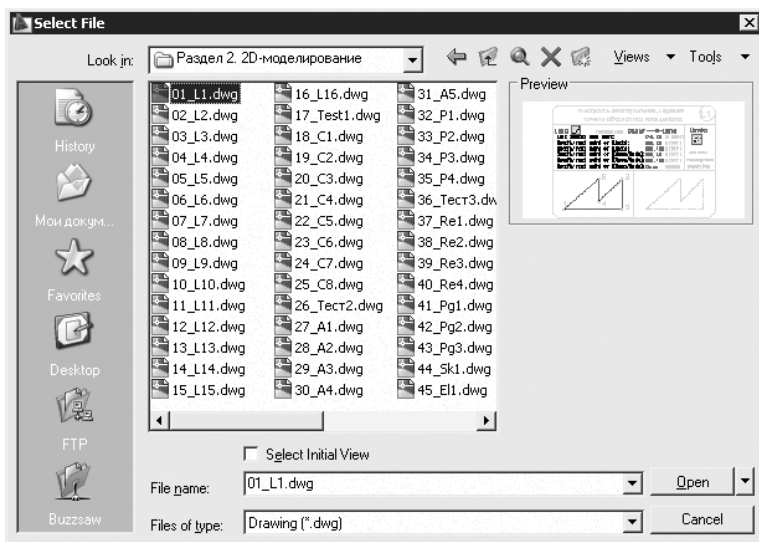 Select File
Look in:
Раздел 2. 2D-моделирование
Views
Tools
History
Мои докум...
Favorites
Desktop
FTP
Buzzsaw
01_L1.dwg
02_L2.dwg
03_L3.dwg
04_L4.dwg
05_L5.dwg
06_L6.dwg
07_L7.dwg
08_L8.dwg
09_L9.dwg
10_L10.dwg
11_L11.dwg
12_L12.dwg
13_L13.dwg
14_L14.dwg
15_L15.dwg
16_L16.dwg
17_Test1.dwg
18_C1.dwg
19_C2.dwg
20_C3.dwg
21_C4.dwg
22_C5.dwg
23_C6.dwg
24_C7.dwg
25_C8.dwg
26_Тест2.dwg
27_A1.dwg
28_A2.dwg
29_A3.dwg
30_A4.dwg
31_A5.dwg
32_P1.dwg
33_P2.dwg
34_P3.dwg
35_P4.dwg
36_Тест3.dw
37_Re1.dwg
38_Re2.dwg
39_Re3.dwg
40_Re4.dwg
41_Pg1.dwg
42_Pg2.dwg
43_Pg3.dwg
44_Sk1.dwg
45_El1.dwg
Preview
Select Initial View
File name:
01_L1.dwg
Open
Files of type:
Drawing (*.dwg)
Cancel